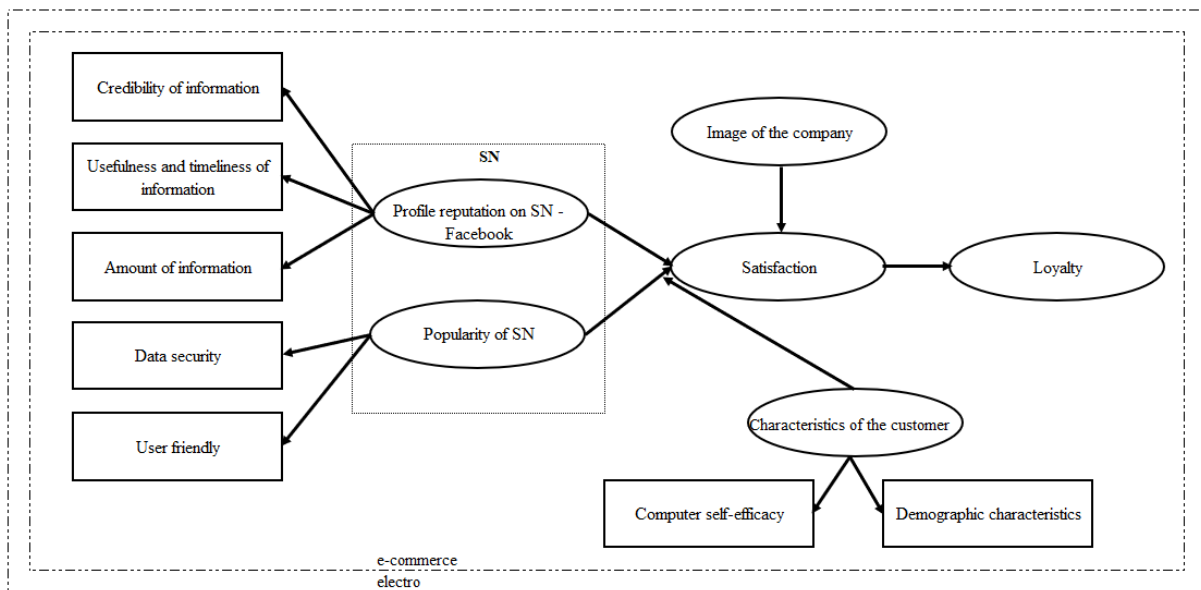 Credibility of information
Usefulness and timeliness of
information
Amount of information
Data security
User friendly
SN
Profile reputation on SN -
Facebook
Popularity of SN
Image of the company
Satisfaction
Loyalty
Characteristics of the customer
Computer self-efficacy
Demographic characteristics
e-commerce
electro